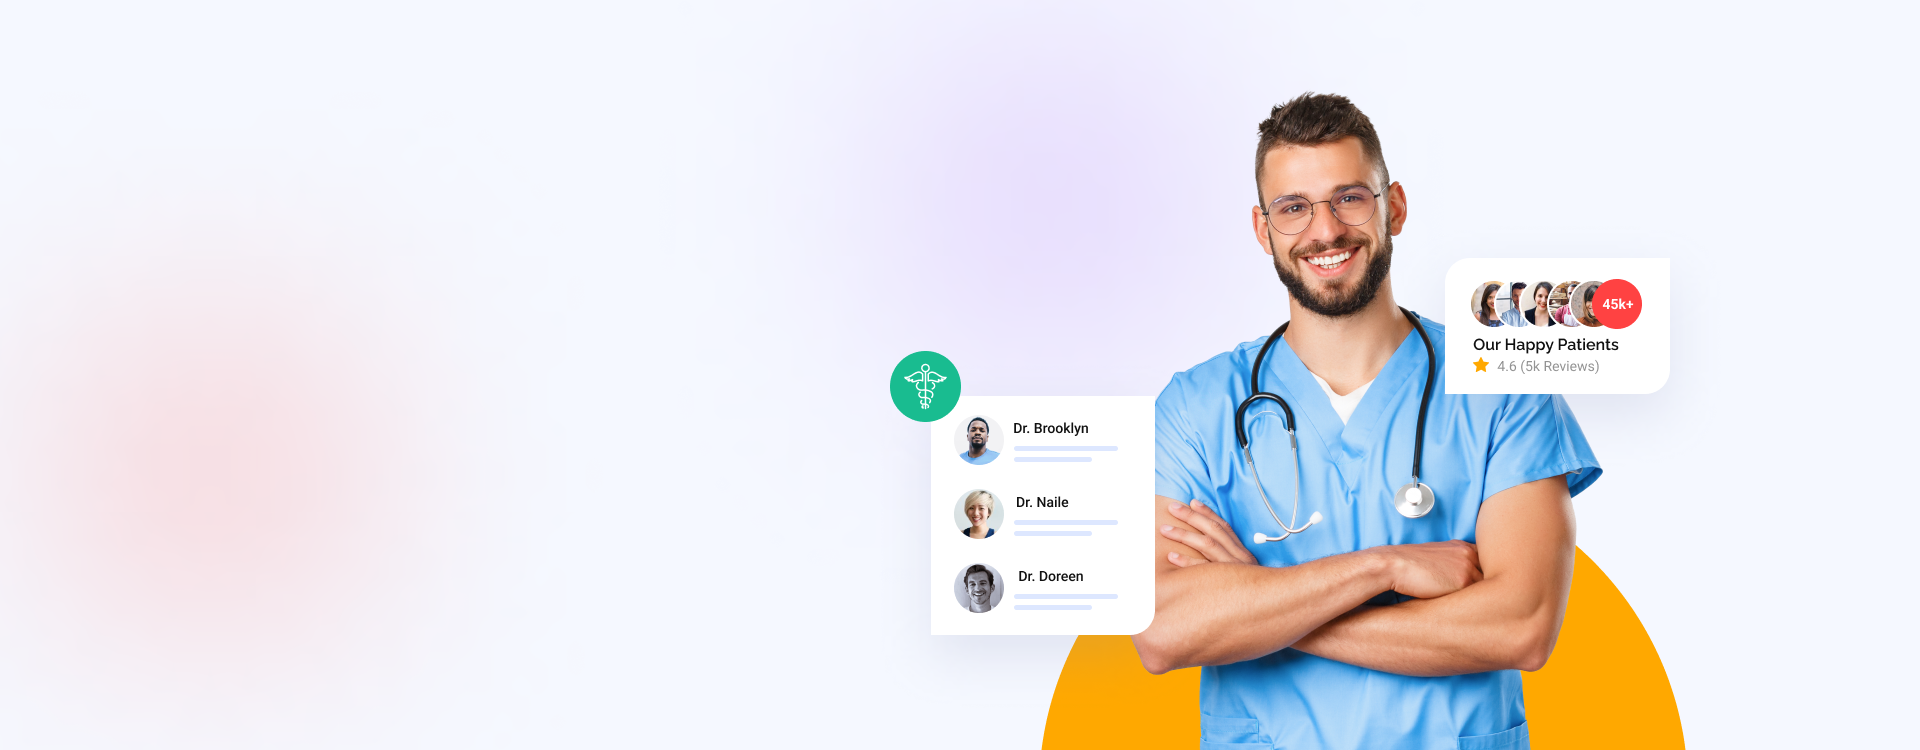 45k+
Our Happy Patients
4.6 (5k Reviews)
Dr. Brooklyn
Dr. Naile
Dr. Doreen